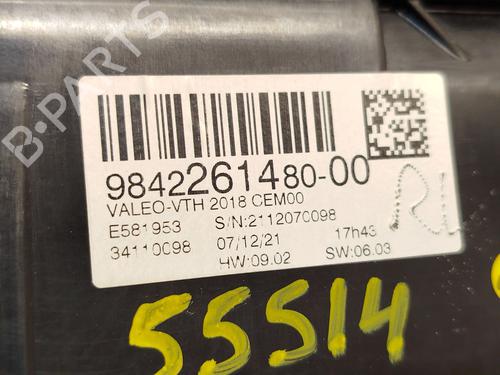 B-PARTS
9842261480-00
VALEO-VTH 2018 CEM00
E581953 S/N:2112070098
34110098 07/12/21 17h43
HW:09.02 SW:06.03
RL
55514